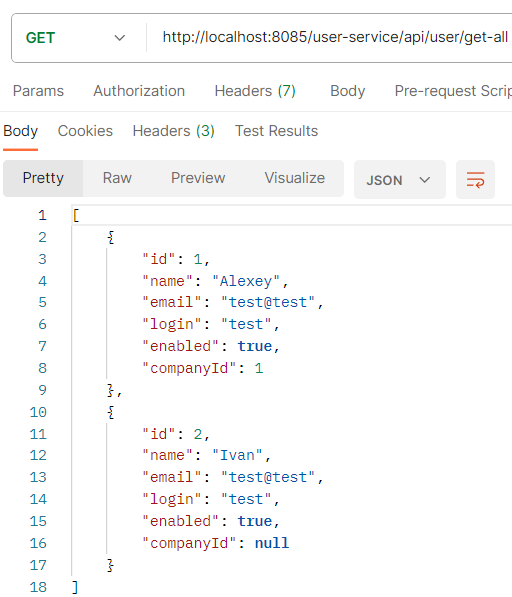 GET http://localhost:8085/user-service/api/user/get-all
Params Authorization Headers (7) Body Pre-request Scrip
Body Cookies Headers (3) Test Results
Pretty Raw Preview Visualize JSON
1 [
2 {
3 "id": 1,
4 "name": "Alexey",
5 "email": "test@test",
6 "login": "test",
7 "enabled": true,
8 "companyId": 1
9 },
10 {
11 "id": 2,
12 "name": "Ivan",
13 "email": "test@test",
14 "login": "test",
15 "enabled": true,
16 "companyId": null
17 }
18 ]